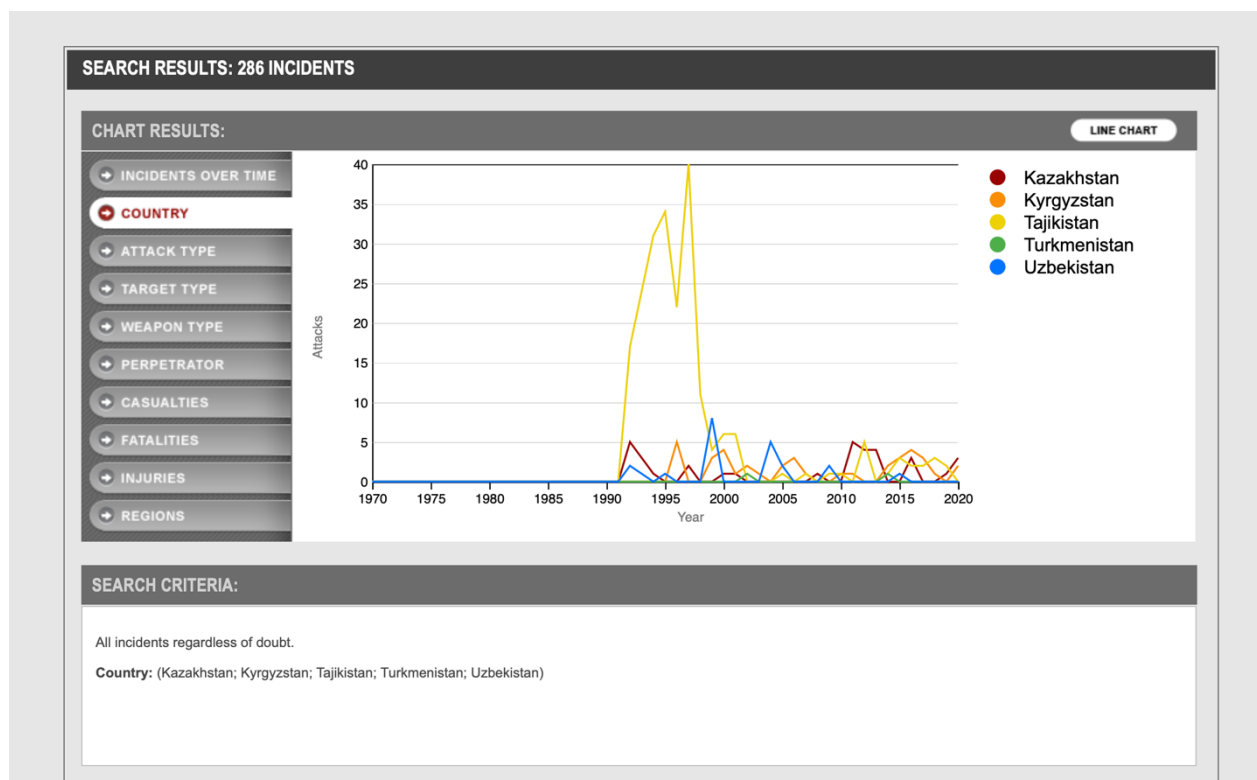 SEARCH RESULTS: 286 INCIDENTS
CHART RESULTS:
LINE CHART
INCIDENTS OVER TIME
COUNTRY
ATTACK TYPE
TARGET TYPE
WEAPON TYPE
PERPETRATOR
CASUALTIES
FATALITIES
INJURIES
REGIONS
40
35
30
25
20
15
10
5
0
Attacks
1970 1975 1980 1985 1990 1995 2000 2005 2010 2015 2020
Year
Kazakhstan
Kyrgyzstan
Tajikistan
Turkmenistan
Uzbekistan
SEARCH CRITERIA:
All incidents regardless of doubt.
Country: (Kazakhstan; Kyrgyzstan; Tajikistan; Turkmenistan; Uzbekistan)